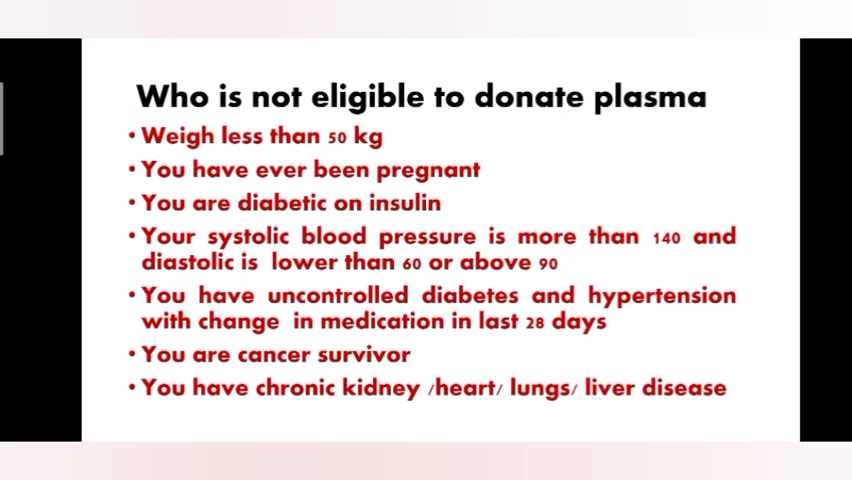 Who is not eligible to donate plasma
• Weigh less than 50 kg
• You have ever been pregnant
• You are diabetic on insulin
• Your systolic blood pressure is more than 140 and
diastolic is lower than 60 or above 90
• You have uncontrolled diabetes and hypertension
with change in medication in last 28 days
• You are cancer survivor
• You have chronic kidney /heart/ lungs/ liver disease